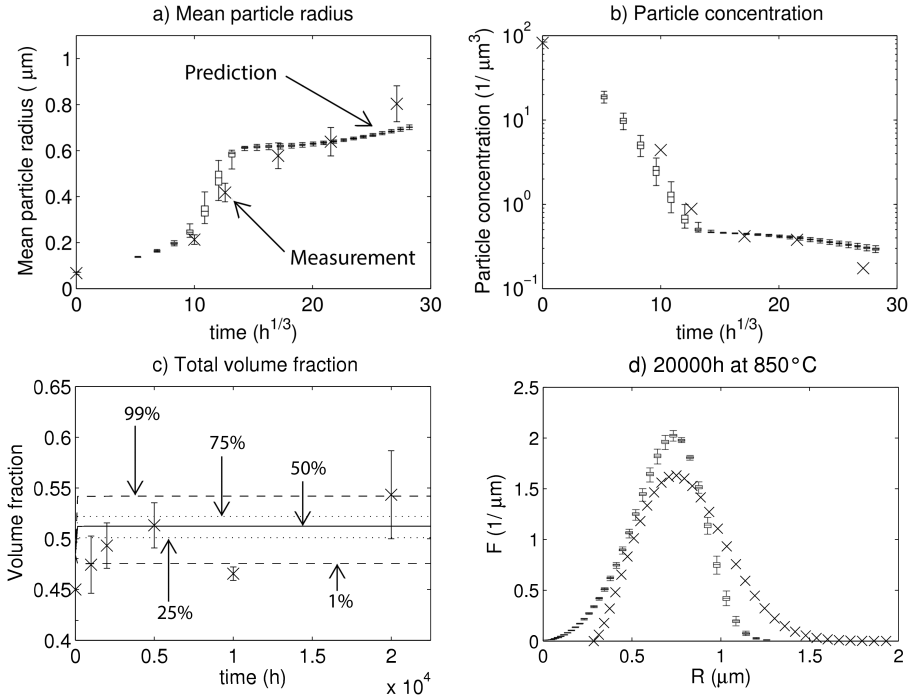 a) Mean particle radius
b) Particle concentration
Mean particle radius ( μm)
1
0.8
0.6
0.4
0.2
0
Prediction
Measurement
0 10 20 30
time (h^1/3)
Particle concentration (1/ μm^3)
10^2
10^1
10^0
10^-1
0 10 20 30
time (h^1/3)
c) Total volume fraction
d) 20000h at 850°C
Volume fraction
0.65
0.6
0.55
0.5
0.45
0.4
99%
75%
50%
25%
1%
0 0.5 1.0 1.5 2.0
time (h)
x 10^4
F (1/ μm)
2.5
2
1.5
1
0.5
0
0 0.5 1.0 1.5 2
R (μm)